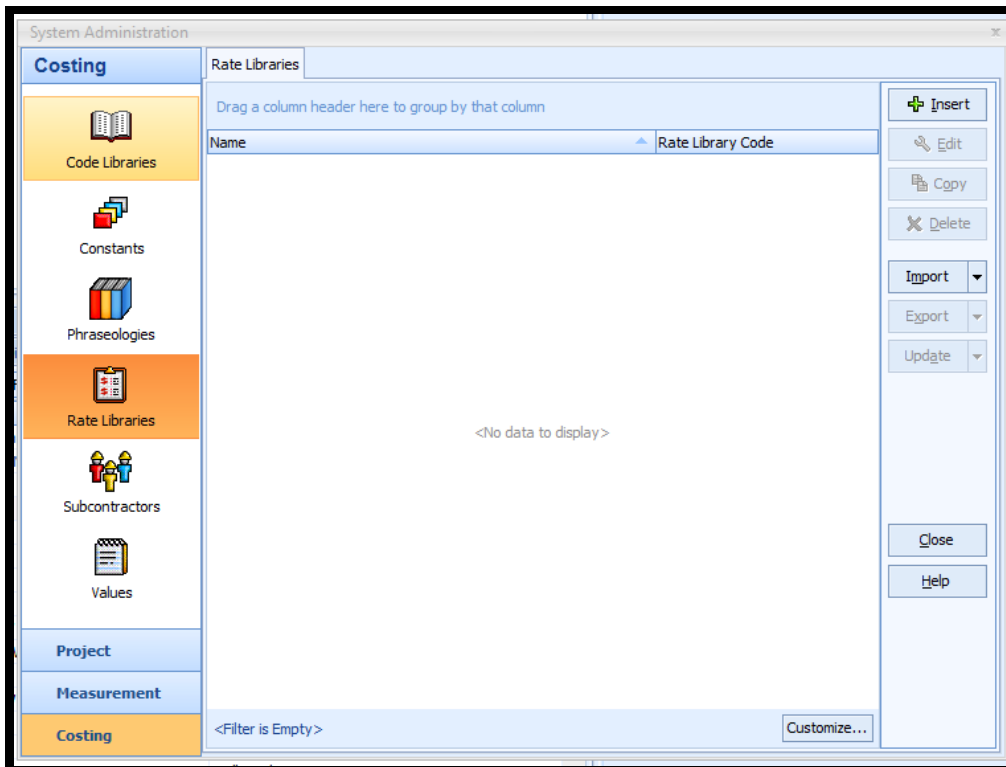 System Administration
Costing
Code Libraries
Constants
Phraseologies
Rate Libraries
Subcontractors
Values
Project
Measurement
Costing
Rate Libraries
Drag a column header here to group by that column
Name Rate Library Code
<No data to display>
<Filter is Empty> Customize...
Insert
Edit
Copy
Delete
Import
Export
Update
Close
Help